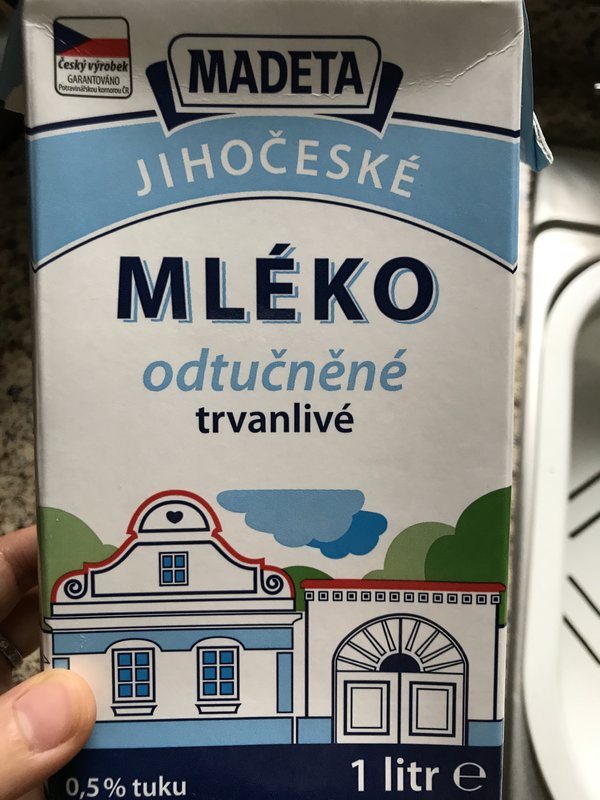 Český výrobek
GARANTOVÁNO
Potravinářskou komorou ČR
MADETA
JIHOČESKÉ
MLÉKO
odtučněné
trvanlivé
0,5% tuku
1 litr ℮